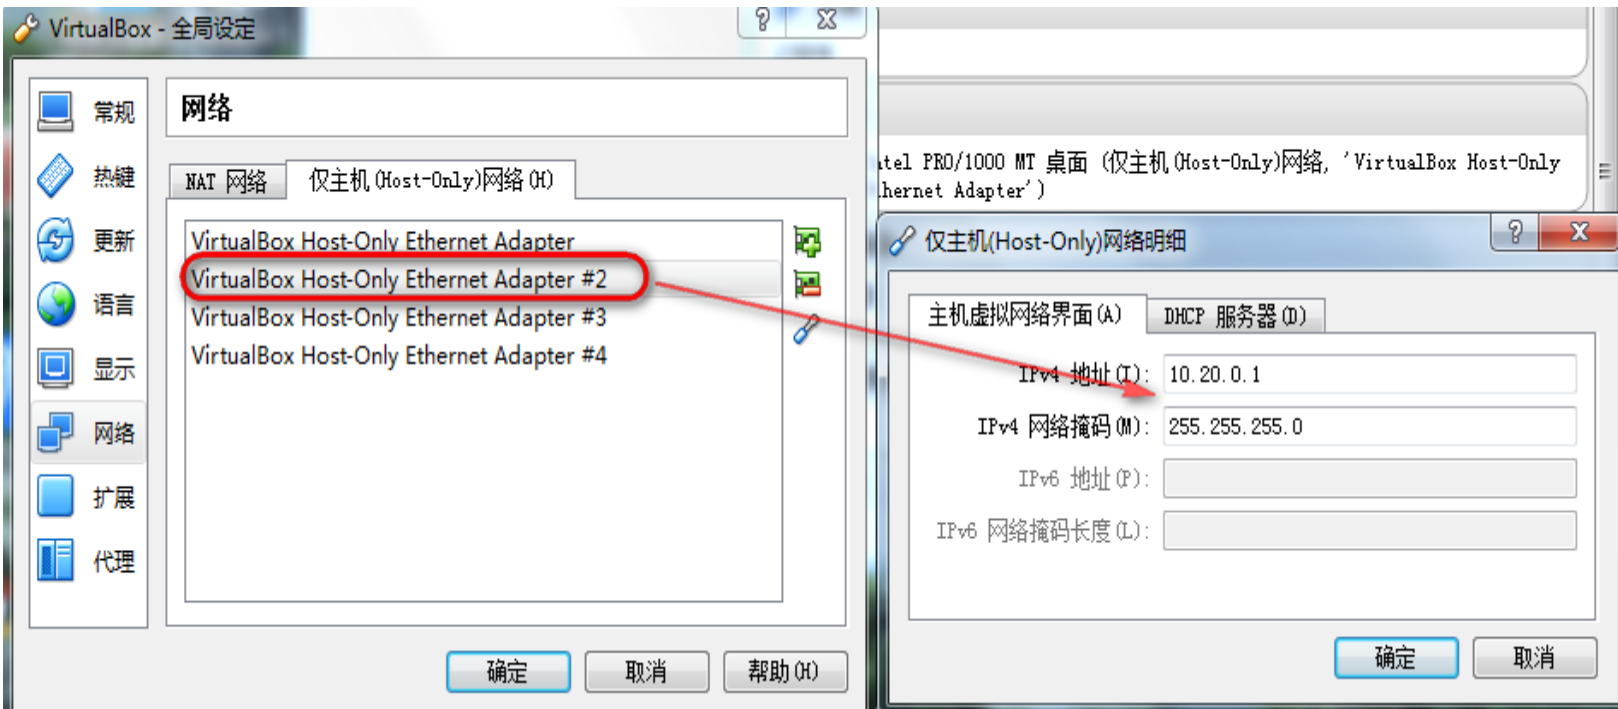 VirtualBox - 全局设定
常规
热键
更新
语言
显示
网络
扩展
代理
网络
NAT 网络
仅主机(Host-Only)网络(H)
VirtualBox Host-Only Ethernet Adapter
VirtualBox Host-Only Ethernet Adapter #2
VirtualBox Host-Only Ethernet Adapter #3
VirtualBox Host-Only Ethernet Adapter #4
确定
取消
帮助(H)
ntel PRO/1000 MT 桌面 (仅主机(Host-Only)网络, 'VirtualBox Host-Only
hernet Adapter')
仅主机(Host-Only)网络明细
主机虚拟网络界面(A)
DHCP 服务器(D)
IPv4 地址(I): 10.20.0.1
IPv4 网络掩码(M): 255.255.255.0
IPv6 地址(P):
IPv6 网络掩码长度(L):
确定
取消